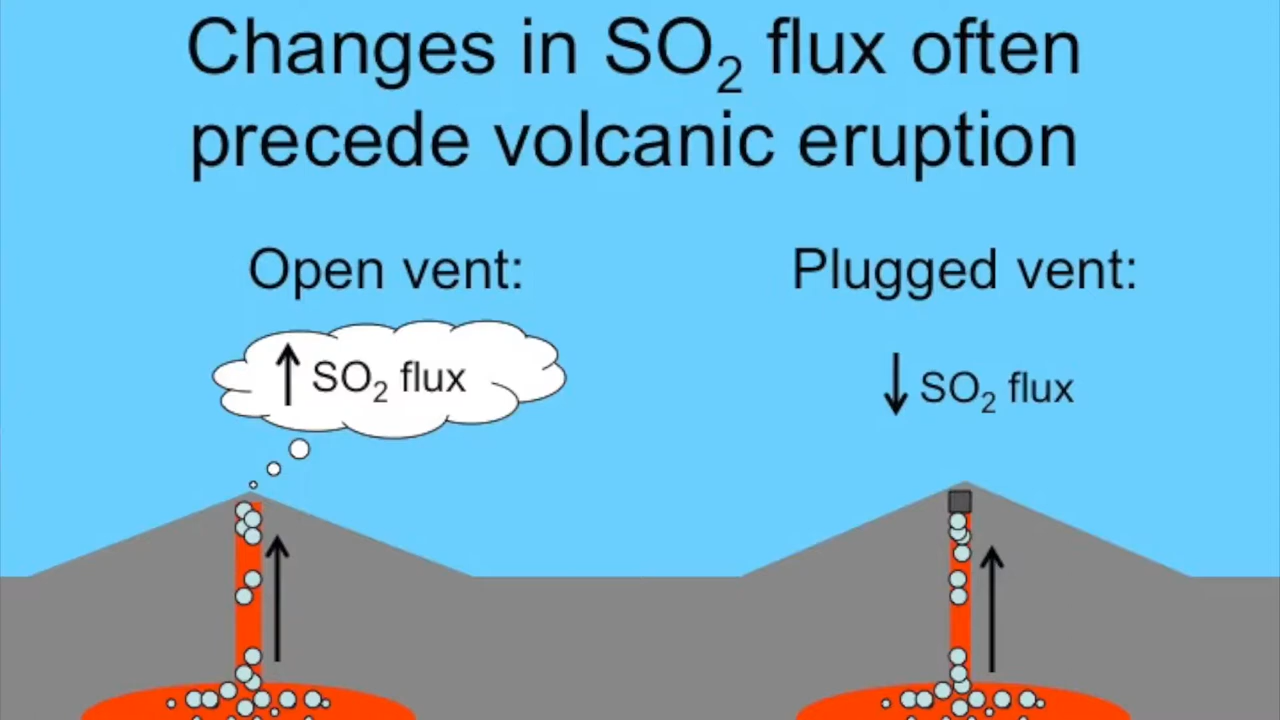 Changes in SO₂ flux often
precede volcanic eruption
Open vent:
Plugged vent:
↑ SO₂ flux
↓ SO₂ flux